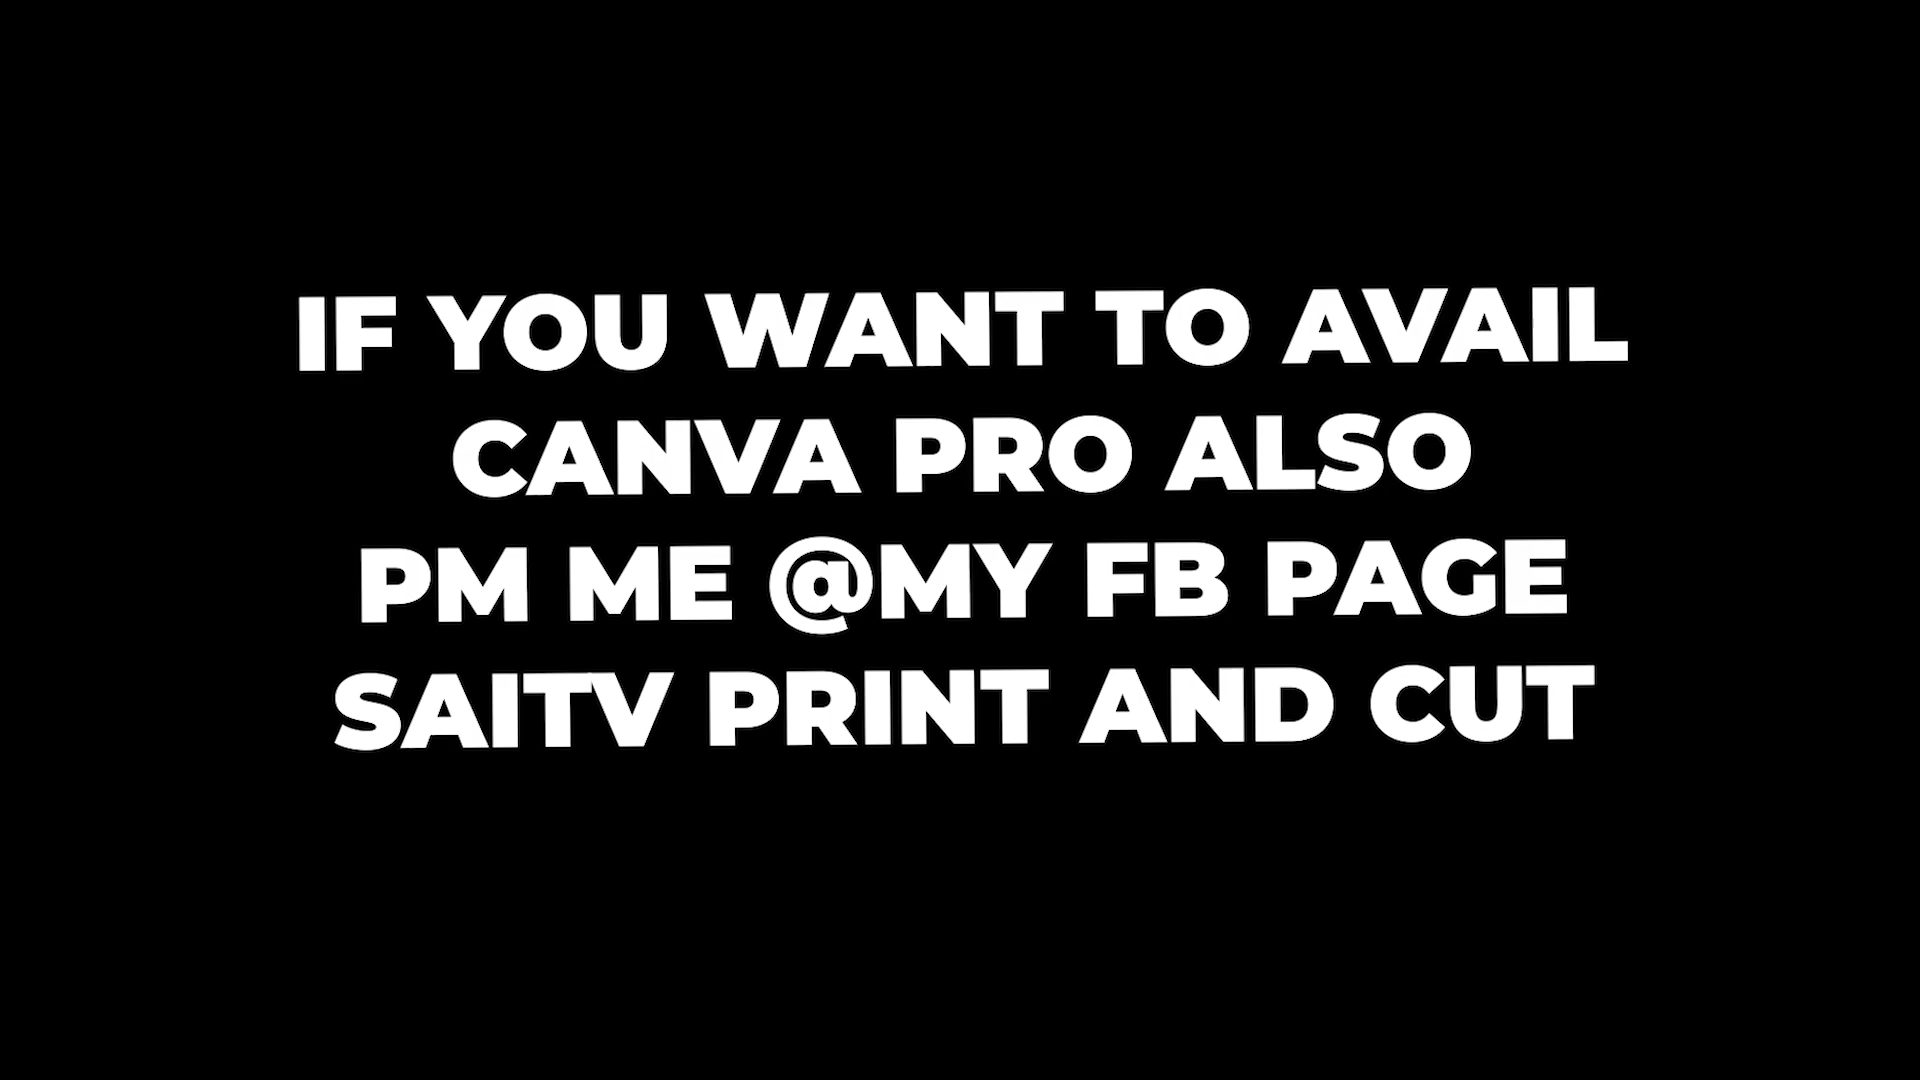 IF YOU WANT TO AVAIL
CANVA PRO ALSO
PM ME @MY FB PAGE
SAITV PRINT AND CUT